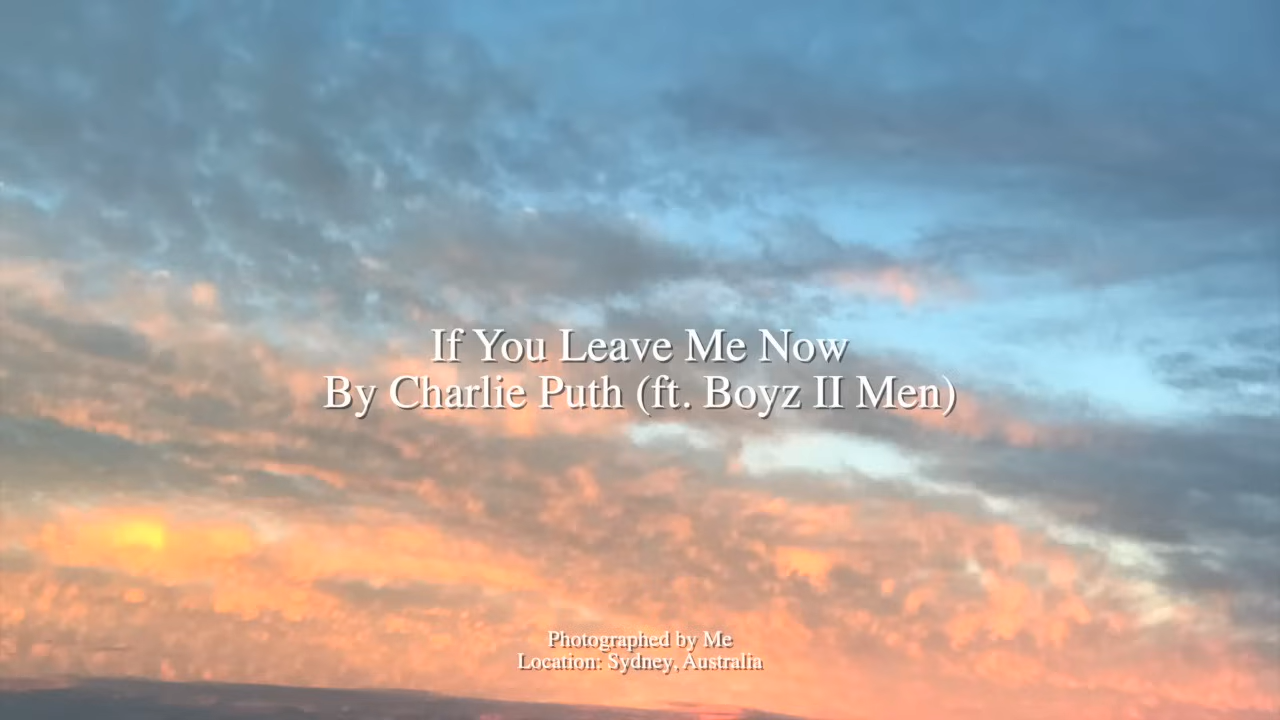 If You Leave Me Now
By Charlie Puth (ft. Boyz II Men)
Photographed by Me
Location: Sydney, Australia